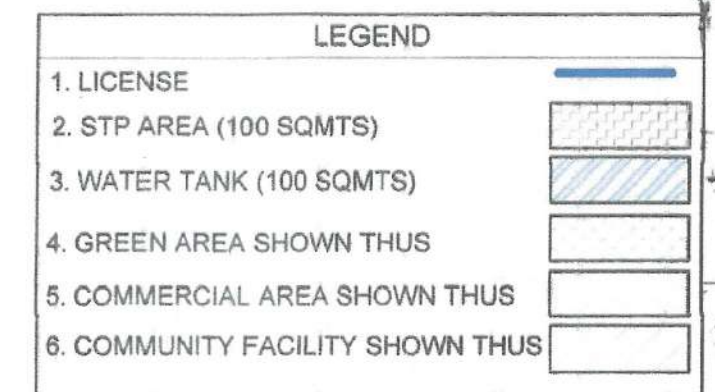 LEGEND
1. LICENSE
2. STP AREA (100 SQMTS)
3. WATER TANK (100 SQMTS)
4. GREEN AREA SHOWN THUS
5. COMMERCIAL AREA SHOWN THUS
6. COMMUNITY FACILITY SHOWN THUS